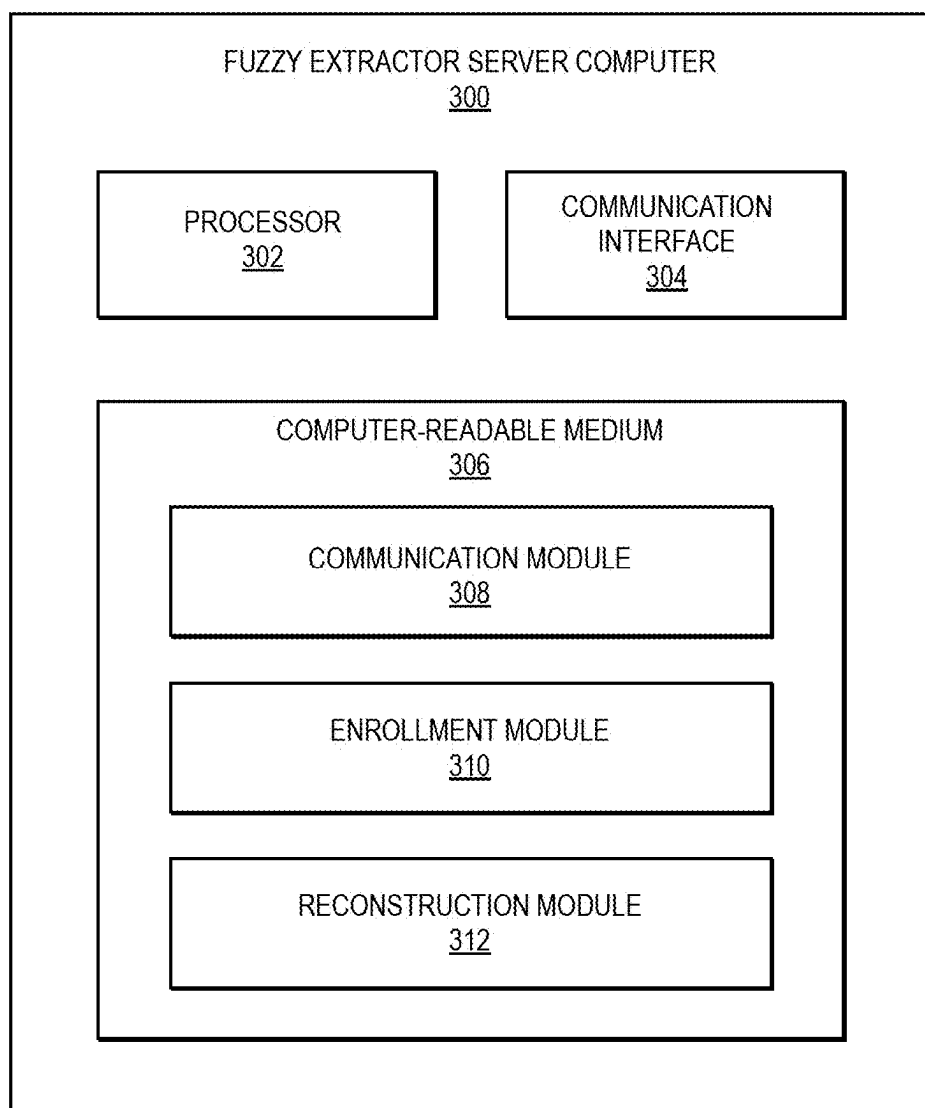 FUZZY EXTRACTOR SERVER COMPUTER
300
PROCESSOR
302
COMMUNICATION
INTERFACE
304
COMPUTER-READABLE MEDIUM
306
COMMUNICATION MODULE
308
ENROLLMENT MODULE
310
RECONSTRUCTION MODULE
312